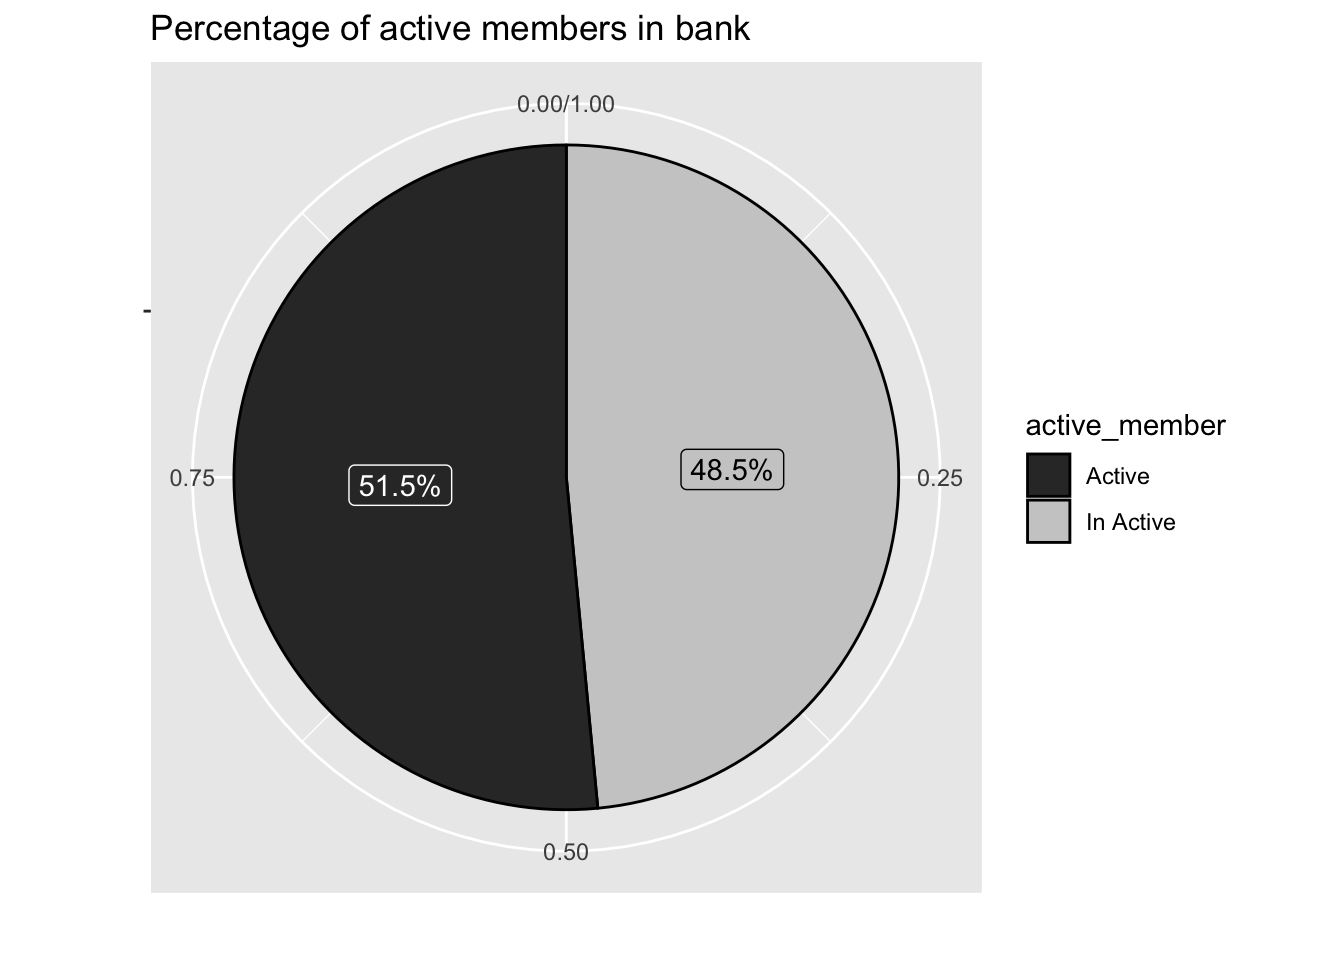 Percentage of active members in bank
0.00/1.00
0.75
51.5%
48.5%
0.25
0.50
active_member
Active
In Active